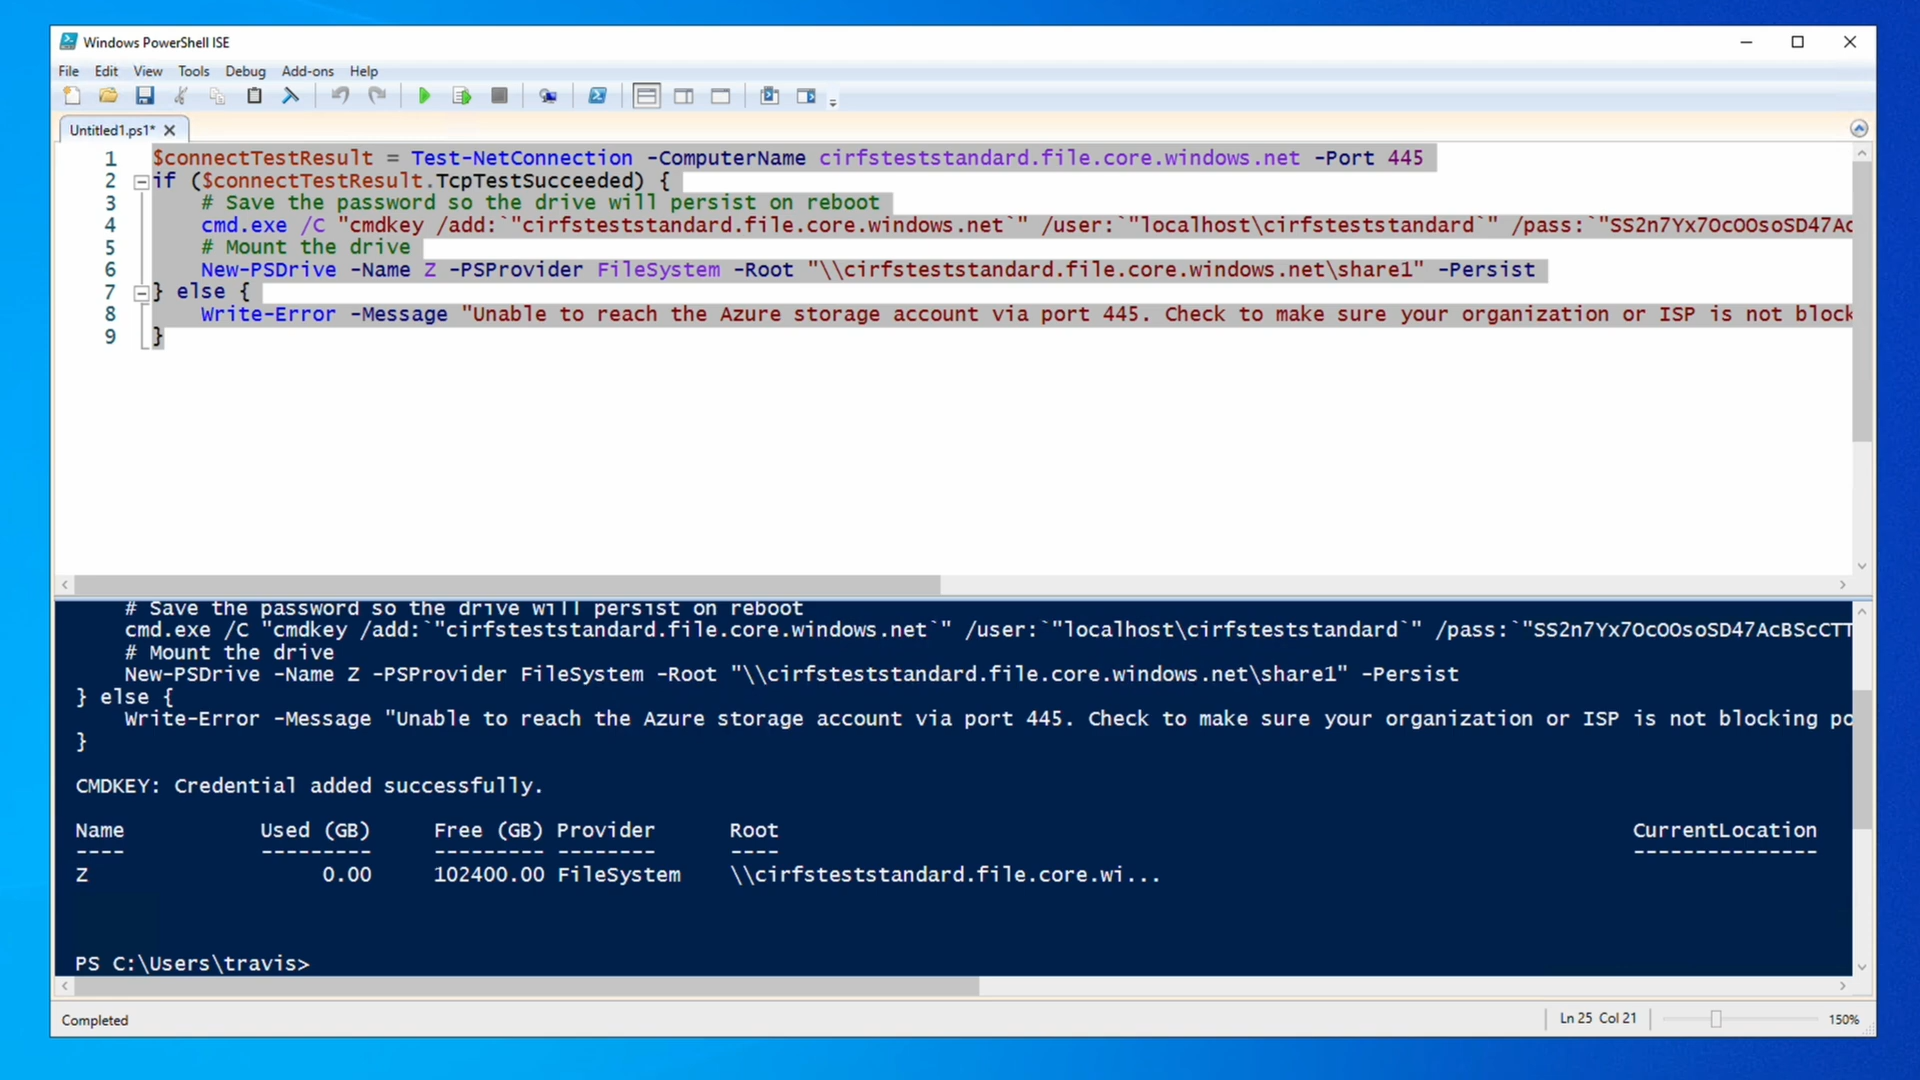 Windows PowerShell ISE
File Edit View Tools Debug Add-ons Help
Untitled1.ps1*
1 $connectTestResult = Test-NetConnection -ComputerName cirfsteststandard.file.core.windows.net -Port 445
2 if ($connectTestResult.TcpTestSucceeded) {
3 # Save the password so the drive will persist on reboot
4 cmd.exe /C "cmdkey /add:`"cirfsteststandard.file.core.windows.net`" /user:`"localhost\cirfsteststandard`" /pass:`"SS2n7Yx7OcOOsoSD47Ac
5 # Mount the drive
6 New-PSDrive -Name Z -PSProvider FileSystem -Root "\\cirfsteststandard.file.core.windows.net\share1" -Persist
7 } else {
8 Write-Error -Message "Unable to reach the Azure storage account via port 445. Check to make sure your organization or ISP is not block
9 }
# Save the password so the drive will persist on reboot
cmd.exe /C "cmdkey /add:`"cirfsteststandard.file.core.windows.net`" /user:`"localhost\cirfsteststandard`" /pass:`"SS2n7Yx7OcOOsoSD47AcBScCTT
# Mount the drive
New-PSDrive -Name Z -PSProvider FileSystem -Root "\\cirfsteststandard.file.core.windows.net\share1" -Persist
} else {
Write-Error -Message "Unable to reach the Azure storage account via port 445. Check to make sure your organization or ISP is not blocking po
}
CMDKEY: Credential added successfully.
Name Used (GB) Free (GB) Provider Root CurrentLocation
---- --------- --------- -------- ---- ---------------
Z 0.00 102400.00 FileSystem \\cirfsteststandard.file.core.wi...
PS C:\Users\travis>
Completed Ln 25 Col 21 150%